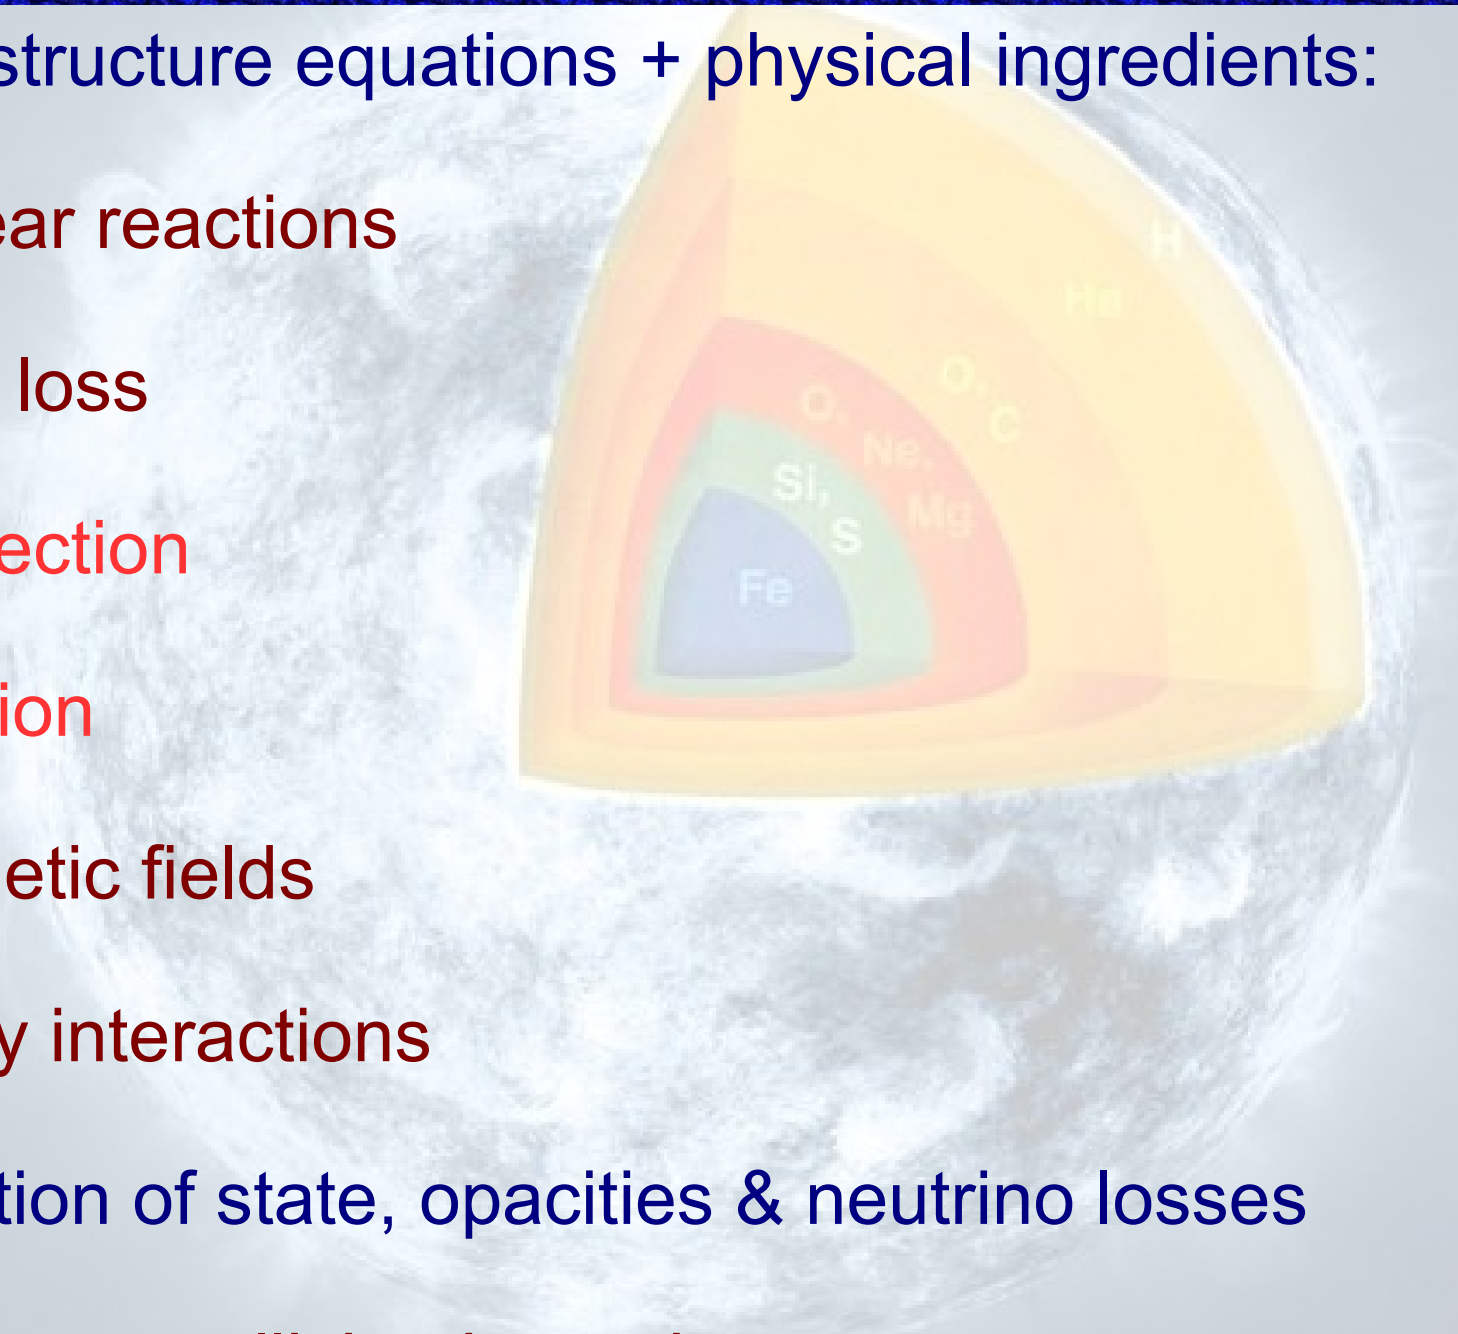 structure equations + physical ingredients:
ear reactions
loss
ection
ion
etic fields
y interactions
tion of state, opacities & neutrino losses
H
He
O,
C
O,
Ne,
Mg
Si,
S
Fe